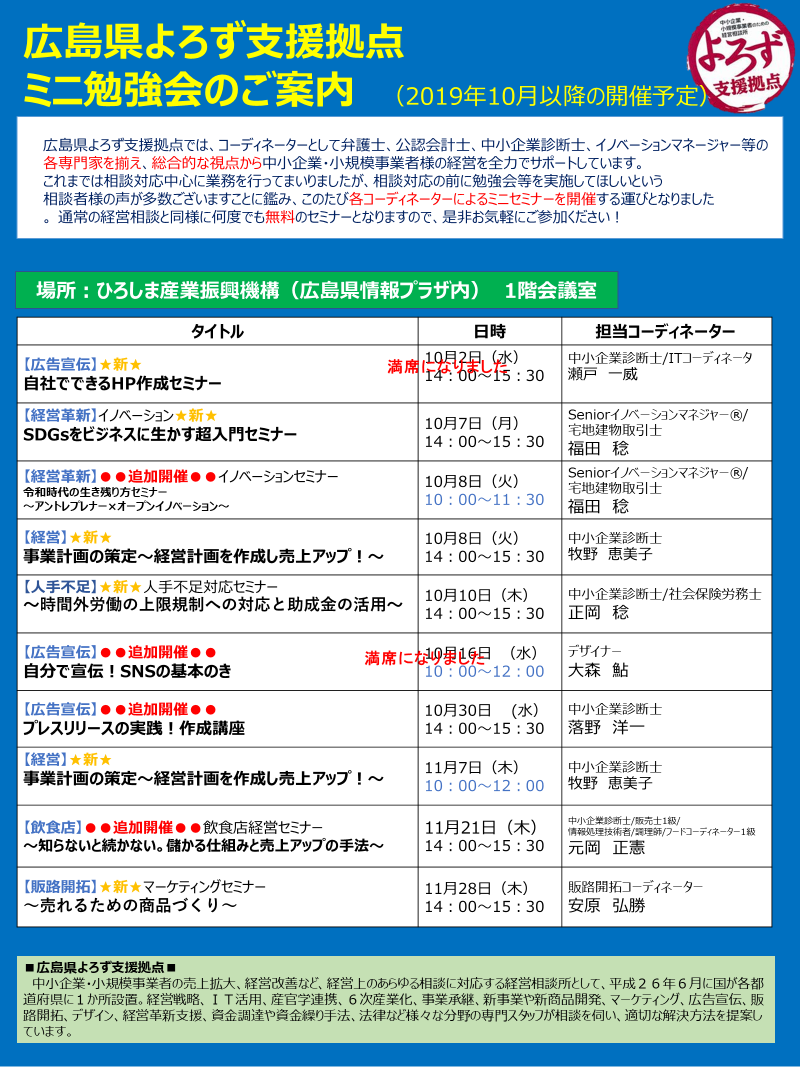 広島県よろず支援拠点
ミニ勉強会のご案内 （2019年10月以降の開催予定）
中小企業・
小規模事業者のための
経営相談所
よろず
支援拠点
広島県よろず支援拠点では、コーディネーターとして弁護士、公認会計士、中小企業診断士、イノベーションマネージャー等の
各専門家を揃え、総合的な視点から中小企業・小規模事業者様の経営を全力でサポートしています。
これまでは相談対応中心に業務を行ってまいりましたが、相談対応の前に勉強会等を実施してほしいという
相談者様の声が多数ございますことに鑑み、このたび各コーディネーターによるミニセミナーを開催する運びとなりました
。通常の経営相談と同様に何度でも無料のセミナーとなりますので、是非お気軽にご参加ください！
場所：ひろしま産業振興機構（広島県情報プラザ内） 1階会議室
タイトル 日時 担当コーディネーター
【広告宣伝】★新★
自社でできるHP作成セミナー
満席になりました
10月2日（水）
14：00～15：30
中小企業診断士/ITコーディネータ
瀬戸 一威
【経営革新】イノベーション★新★
SDGsをビジネスに生かす超入門セミナー
10月7日（月）
14：00～15：30
Seniorイノベーションマネジャー®/
宅地建物取引士
福田 稔
【経営革新】●●追加開催●●イノベーションセミナー
令和時代の生き残り方セミナー
～アントレプレナー×オープンイノベーション～
10月8日（火）
10：00～11：30
Seniorイノベーションマネジャー®/
宅地建物取引士
福田 稔
【経営】★新★
事業計画の策定～経営計画を作成し売上アップ！～
10月8日（火）
14：00～15：30
中小企業診断士
牧野 恵美子
【人手不足】★新★人手不足対応セミナー
～時間外労働の上限規制への対応と助成金の活用～
10月10日（木）
14：00～15：30
中小企業診断士/社会保険労務士
正岡 稔
【広告宣伝】●●追加開催●●
自分で宣伝！SNSの基本のき
満席になりました
10月16日 （水）
10：00～12：00
デザイナー
大森 鮎
【広告宣伝】●●追加開催●●
プレスリリースの実践！作成講座
10月30日 （水）
14：00～15：30
中小企業診断士
落野 洋一
【経営】★新★
事業計画の策定～経営計画を作成し売上アップ！～
11月7日（木）
10：00～12：00
中小企業診断士
牧野 恵美子
【飲食店】●●追加開催●●飲食店経営セミナー
～知らないと続かない。儲かる仕組みと売上アップの手法～
11月21日（木）
14：00～15：30
中小企業診断士/販売士1級/
情報処理技術者/調理師/フードコーディネーター1級
元岡 正憲
【販路開拓】★新★マーケティングセミナー
～売れるための商品づくり～
11月28日（木）
14：00～15：30
販路開拓コーディネーター
安原 弘勝
■広島県よろず支援拠点■
中小企業・小規模事業者の売上拡大、経営改善など、経営上のあらゆる相談に対応する経営相談所として、平成２６年６月に国が各都
道府県に１か所設置。経営戦略、ＩＴ活用、産官学連携、６次産業化、事業承継、新事業や新商品開発、マーケティング、広告宣伝、販
路開拓、デザイン、経営革新支援、資金調達や資金繰り手法、法律など様々な分野の専門スタッフが相談を伺い、適切な解決方法を提案し
ています。